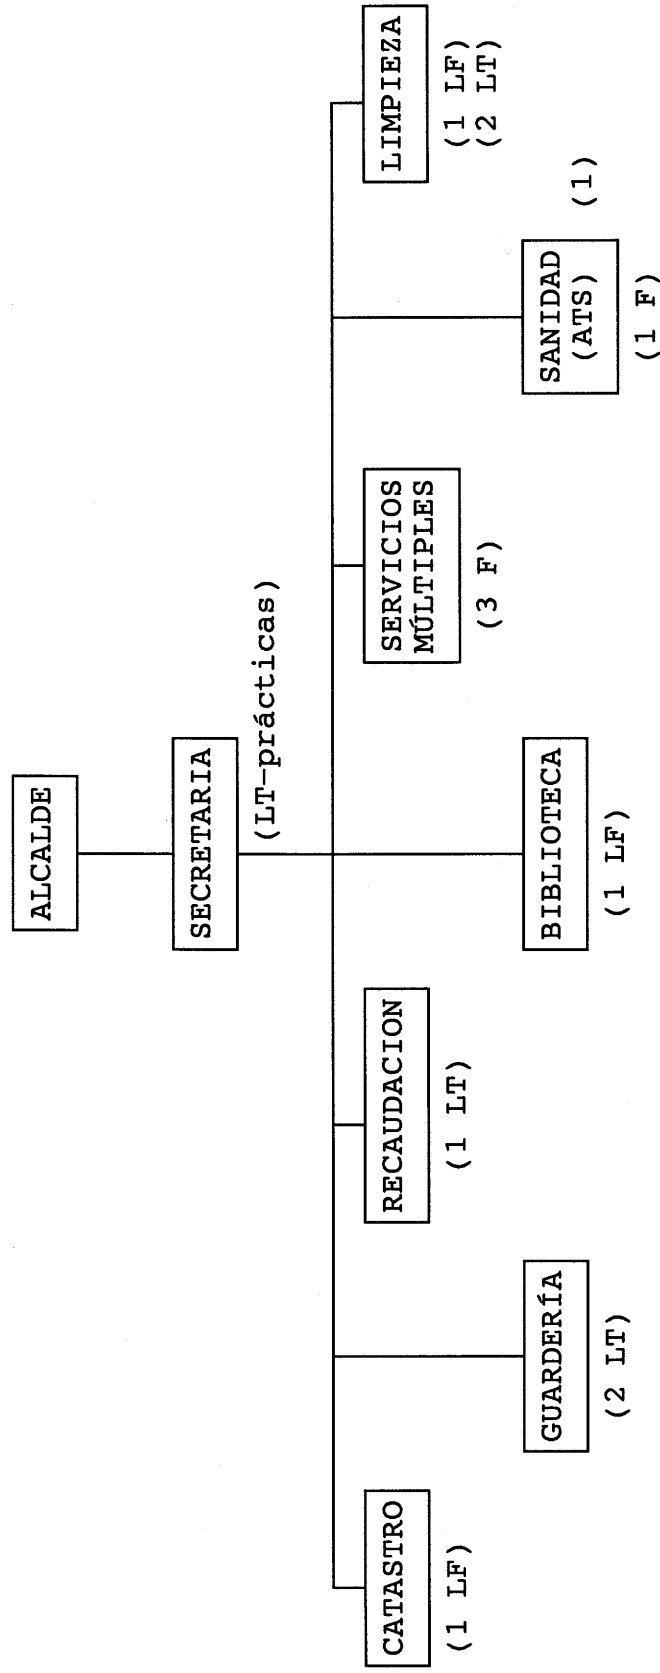 ALCALDE
SECRETARIA
(LT-prácticas)
CATASTRO
(1 LF)
RECAUDACION
(1 LT)
SERVICIOS
MÚLTIPLES
(3 F)
LIMPIEZA
(1 LF)
(2 LT)
GUARDERÍA
(2 LT)
BIBLIOTECA
(1 LF)
SANIDAD
(ATS) (1)
(1 F)